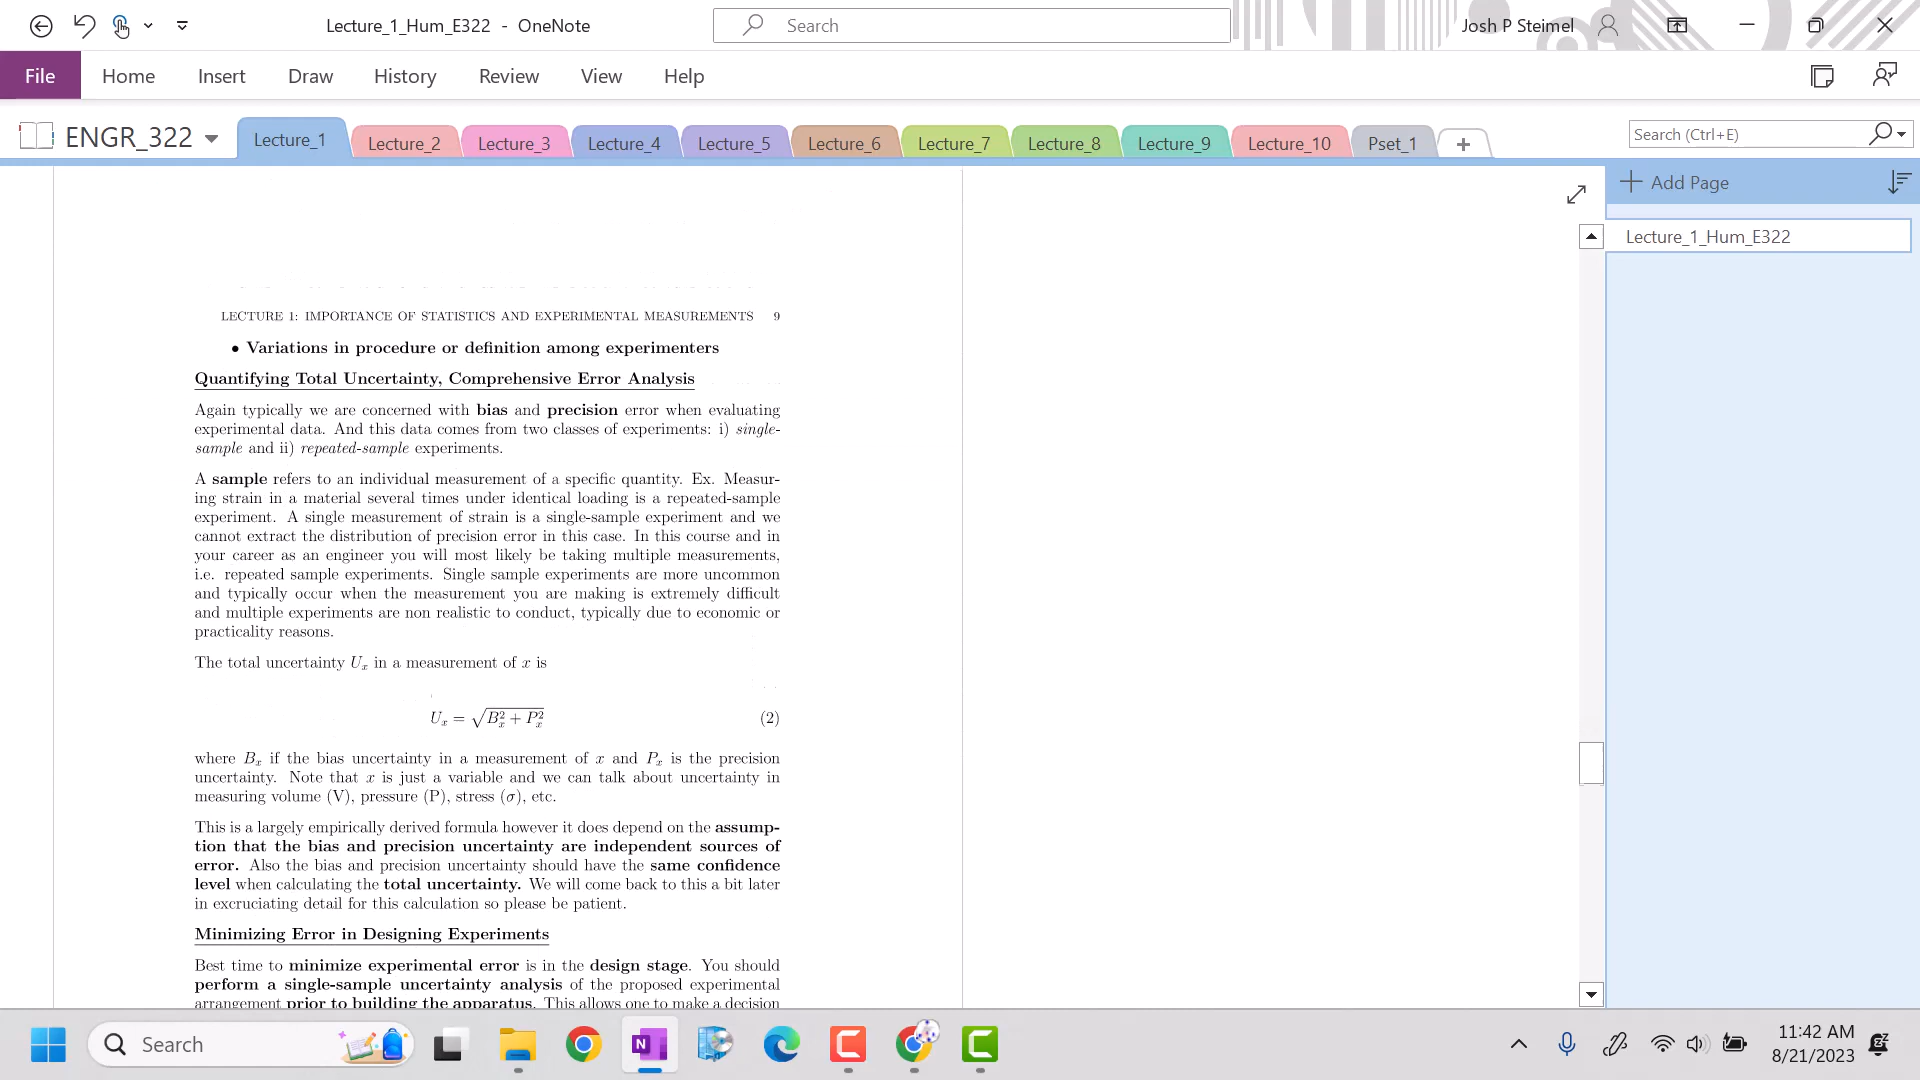 Lecture_1_Hum_E322 - OneNote
Search
Josh P Steimel
File
Home
Insert
Draw
History
Review
View
Help
ENGR_322
Lecture_1
Lecture_2
Lecture_3
Lecture_4
Lecture_5
Lecture_6
Lecture_7
Lecture_8
Lecture_9
Lecture_10
Pset_1
Search (Ctrl+E)
Add Page
Lecture_1_Hum_E322
LECTURE 1: IMPORTANCE OF STATISTICS AND EXPERIMENTAL MEASUREMENTS 9
• Variations in procedure or definition among experimenters
Quantifying Total Uncertainty, Comprehensive Error Analysis
Again typically we are concerned with bias and precision error when evaluating
experimental data. And this data comes from two classes of experiments: i) single-
sample and ii) repeated-sample experiments.
A sample refers to an individual measurement of a specific quantity. Ex. Measur-
ing strain in a material several times under identical loading is a repeated-sample
experiment. A single measurement of strain is a single-sample experiment and we
cannot extract the distribution of precision error in this case. In this course and in
your career as an engineer you will most likely be taking multiple measurements,
i.e. repeated sample experiments. Single sample experiments are more uncommon
and typically occur when the measurement you are making is extremely difficult
and multiple experiments are non realistic to conduct, typically due to economic or
practicality reasons.
The total uncertainty Uₓ in a measurement of x is
Uₓ = √(Bₓ² + Pₓ²) (2)
where Bₓ if the bias uncertainty in a measurement of x and Pₓ is the precision
uncertainty. Note that x is just a variable and we can talk about uncertainty in
measuring volume (V), pressure (P), stress (σ), etc.
This is a largely empirically derived formula however it does depend on the assump-
tion that the bias and precision uncertainty are independent sources of
error. Also the bias and precision uncertainty should have the same confidence
level when calculating the total uncertainty. We will come back to this a bit later
in excruciating detail for this calculation so please be patient.
Minimizing Error in Designing Experiments
Best time to minimize experimental error is in the design stage. You should
perform a single-sample uncertainty analysis of the proposed experimental
arrangement prior to building the apparatus. This allows one to make a decision
Search
11:42 AM
8/21/2023